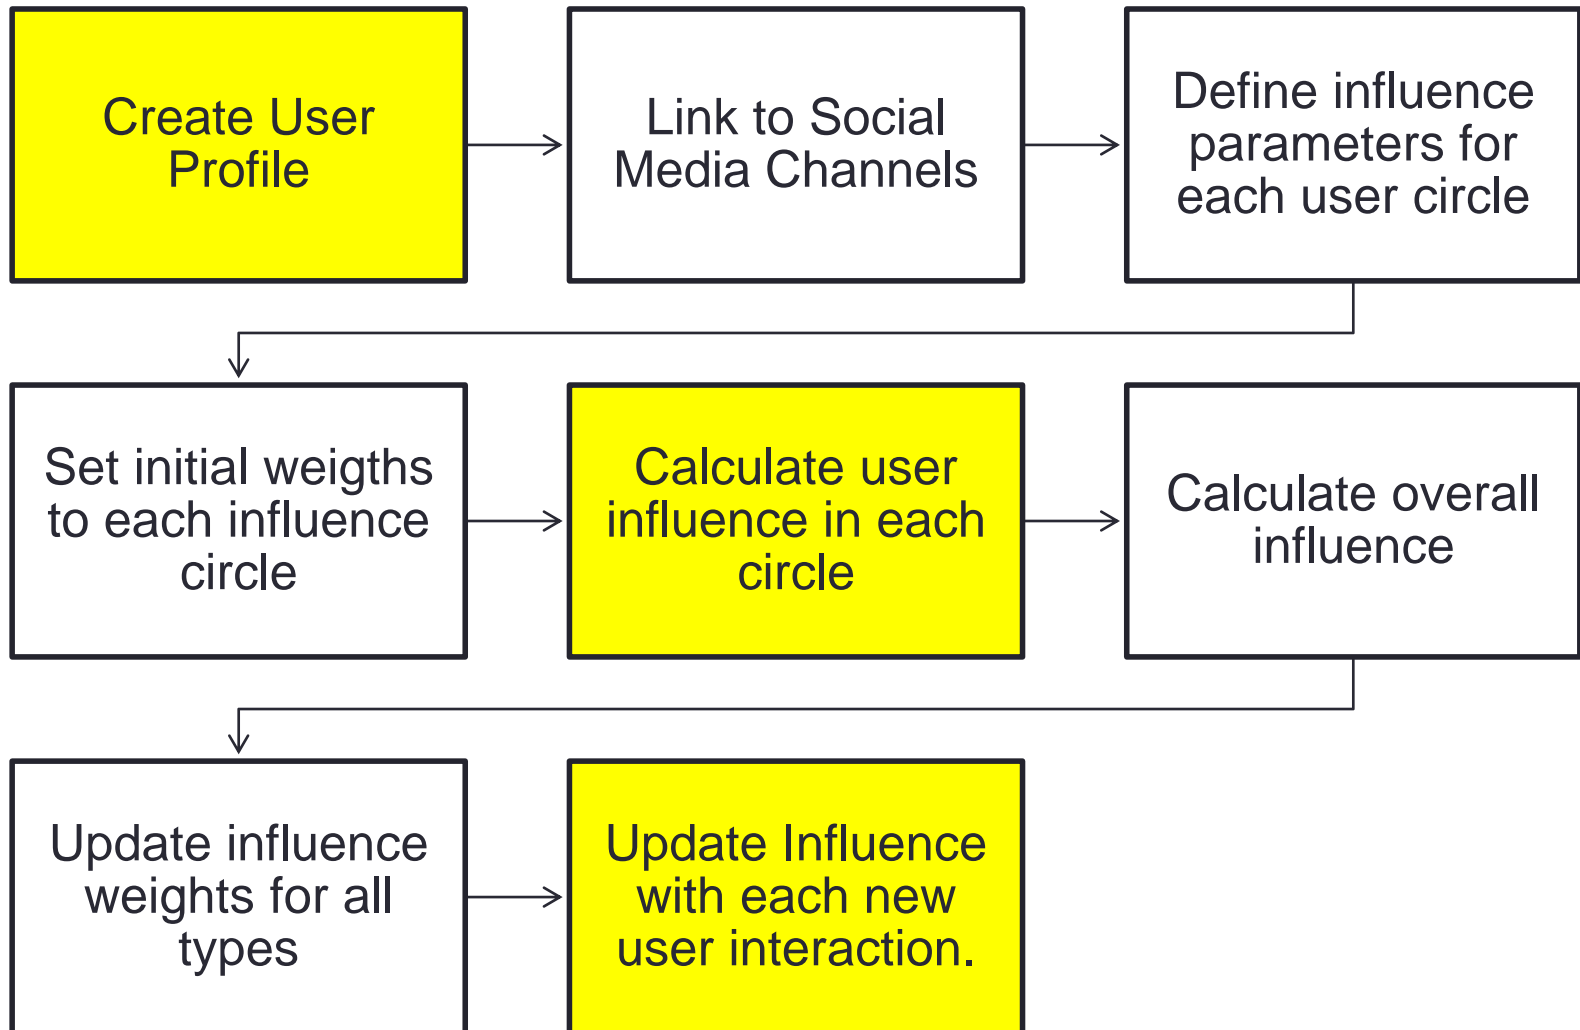 Create User
Profile
Link to Social
Media Channels
Define influence
parameters for
each user circle
Set initial weigths
to each influence
circle
Calculate user
influence in each
circle
Calculate overall
influence
Update influence
weights for all
types
Update Influence
with each new
user interaction.